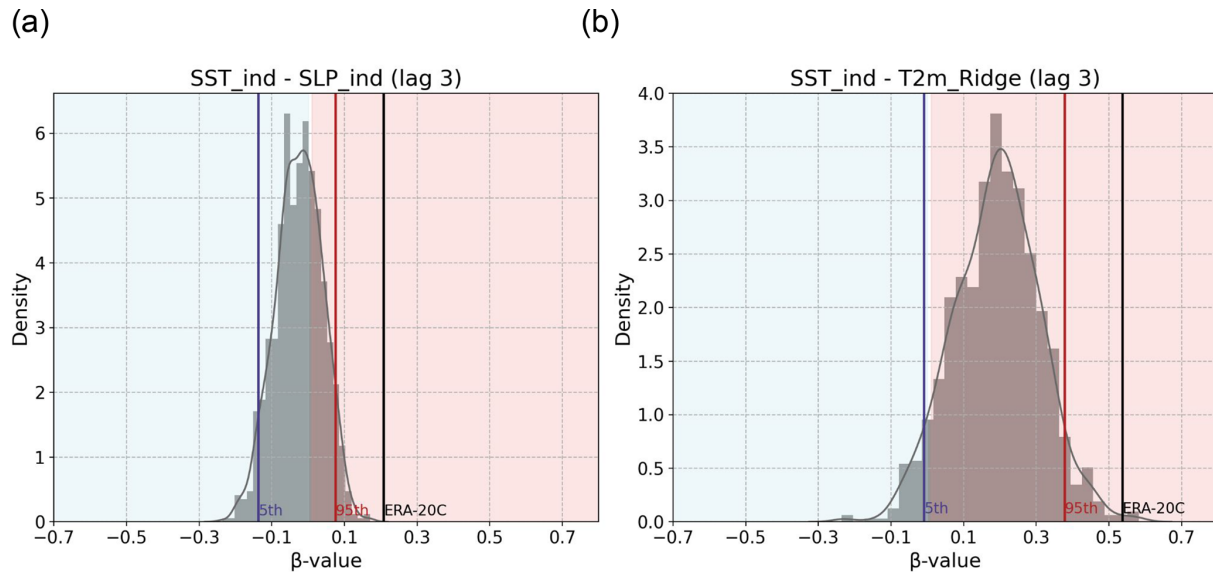 (a)
(b)
SST_ind - SLP_ind (lag 3)
SST_ind - T2m_Ridge (lag 3)
Density
6
5
4
3
2
1
0
5th
95th
ERA-20C
−0.7 −0.5 −0.3 −0.1 0.1 0.3 0.5 0.7
β-value
Density
4.0
3.5
3.0
2.5
2.0
1.5
1.0
0.5
0.0
5th
95th
ERA-20C
−0.7 −0.5 −0.3 −0.1 0.1 0.3 0.5 0.7
β-value